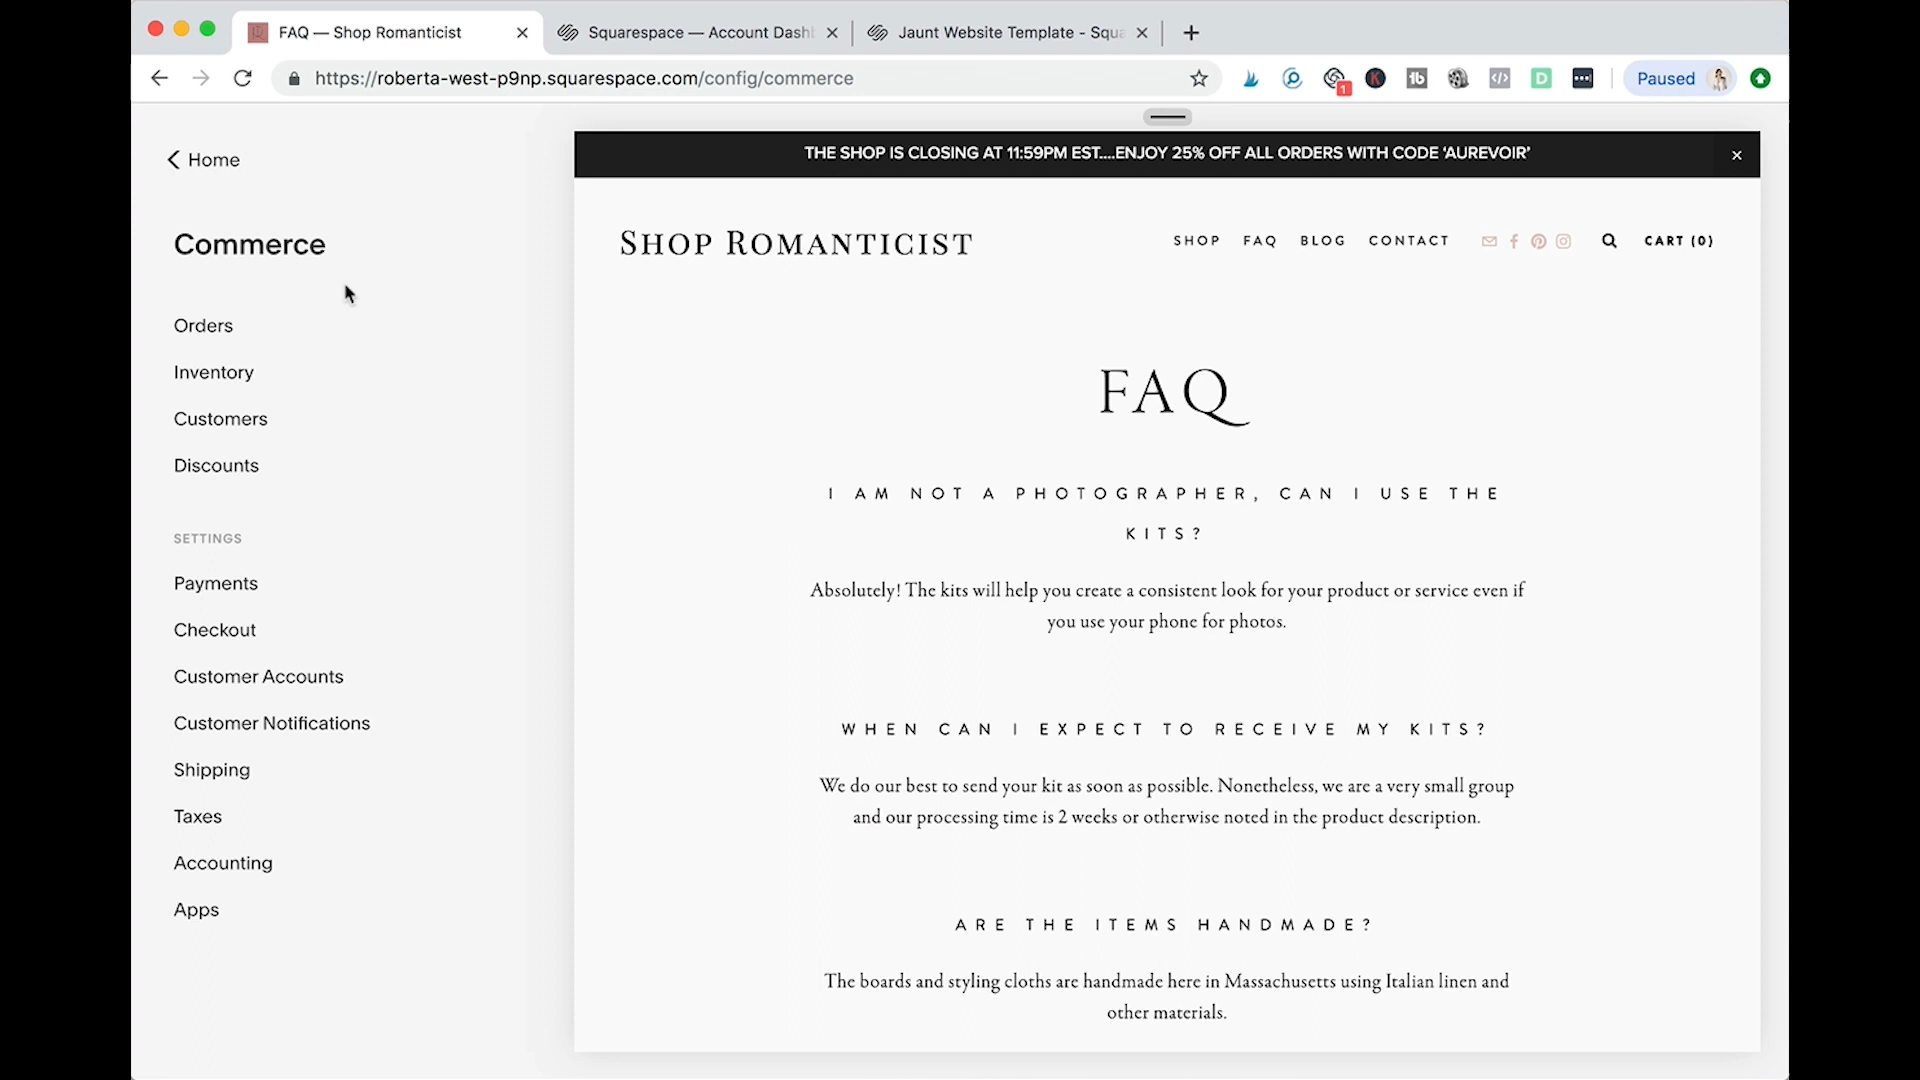 FAQ — Shop Romanticist
Squarespace — Account Dash
Jaunt Website Template - Squa
https://roberta-west-p9np.squarespace.com/config/commerce
1
K
tb
</>
D
Paused
Home
Commerce
Orders
Inventory
Customers
Discounts
SETTINGS
Payments
Checkout
Customer Accounts
Customer Notifications
Shipping
Taxes
Accounting
Apps
THE SHOP IS CLOSING AT 11:59PM EST....ENJOY 25% OFF ALL ORDERS WITH CODE ‘AUREVOIR’
SHOP ROMANTICIST
SHOP FAQ BLOG CONTACT
CART (0)
FAQ
I AM NOT A PHOTOGRAPHER, CAN I USE THE
KITS?
Absolutely! The kits will help you create a consistent look for your product or service even if
you use your phone for photos.
WHEN CAN I EXPECT TO RECEIVE MY KITS?
We do our best to send your kit as soon as possible. Nonetheless, we are a very small group
and our processing time is 2 weeks or otherwise noted in the product description.
ARE THE ITEMS HANDMADE?
The boards and styling cloths are handmade here in Massachusetts using Italian linen and
other materials.